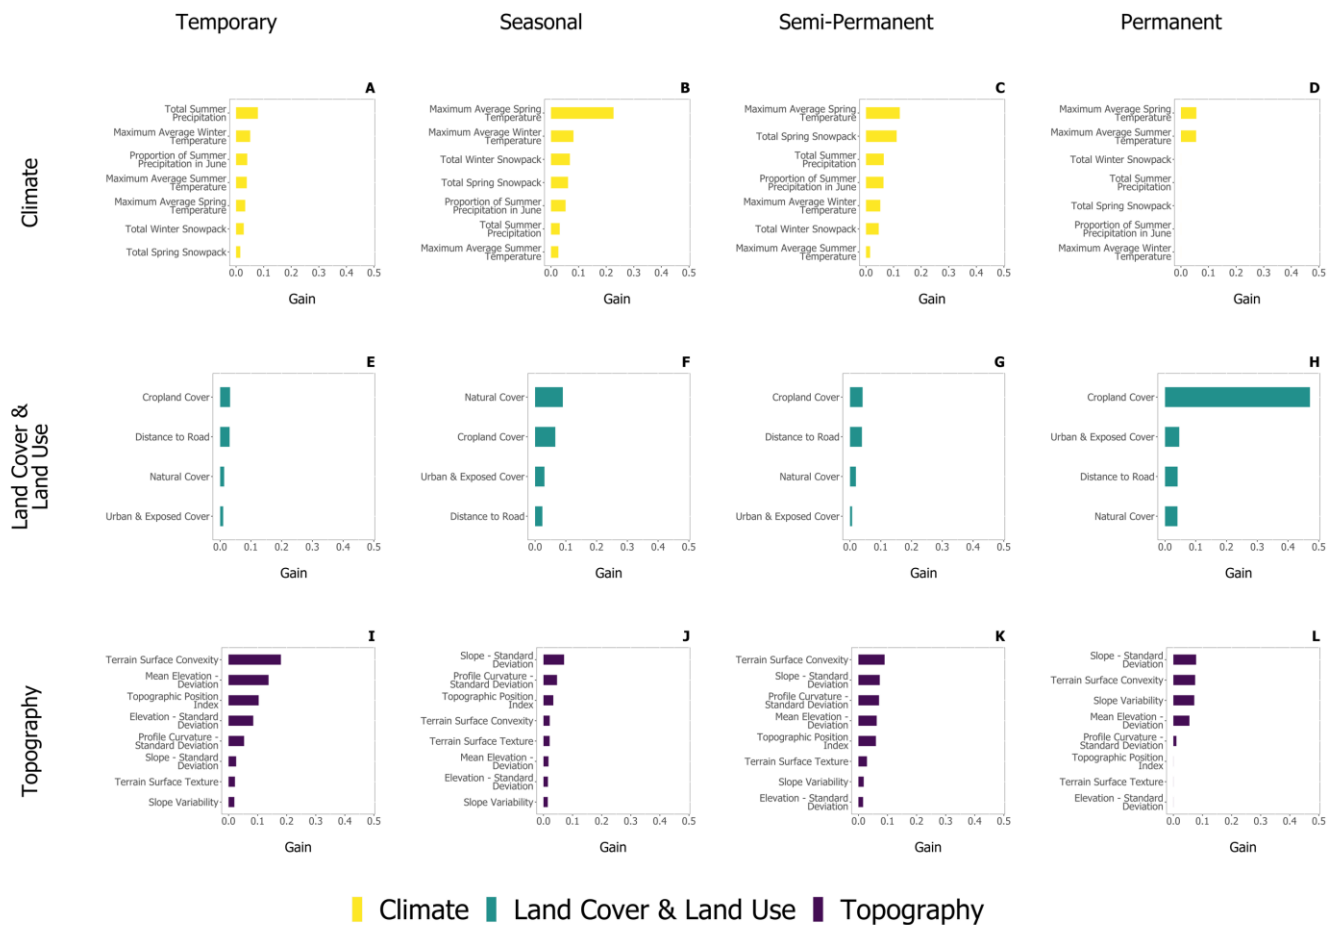 Temporary
Seasonal
Semi-Permanent
Permanent
Climate
A
Total Summer
Precipitation
Maximum Average Winter
Temperature
Proportion of Summer
Precipitation in June
Maximum Average Summer
Temperature
Maximum Average Spring
Temperature
Total Winter Snowpack
Total Spring Snowpack
0.0 0.1 0.2 0.3 0.4 0.5
Gain
B
Maximum Average Spring
Temperature
Maximum Average Winter
Temperature
Total Winter Snowpack
Total Spring Snowpack
Proportion of Summer
Precipitation in June
Total Summer
Precipitation
Maximum Average Summer
Temperature
0.0 0.1 0.2 0.3 0.4 0.5
Gain
C
Maximum Average Spring
Temperature
Total Spring Snowpack
Total Summer
Precipitation
Proportion of Summer
Precipitation in June
Maximum Average Winter
Temperature
Total Winter Snowpack
Maximum Average Summer
Temperature
0.0 0.1 0.2 0.3 0.4 0.5
Gain
D
Maximum Average Spring
Temperature
Maximum Average Summer
Temperature
Total Winter Snowpack
Total Summer
Precipitation
Total Spring Snowpack
Proportion of Summer
Precipitation in June
Maximum Average Winter
Temperature
0.0 0.1 0.2 0.3 0.4 0.5
Gain
Land Cover &
Land Use
E
Cropland Cover
Distance to Road
Natural Cover
Urban & Exposed Cover
0.0 0.1 0.2 0.3 0.4 0.5
Gain
F
Natural Cover
Cropland Cover
Urban & Exposed Cover
Distance to Road
0.0 0.1 0.2 0.3 0.4 0.5
Gain
G
Cropland Cover
Distance to Road
Natural Cover
Urban & Exposed Cover
0.0 0.1 0.2 0.3 0.4 0.5
Gain
H
Cropland Cover
Urban & Exposed Cover
Distance to Road
Natural Cover
0.0 0.1 0.2 0.3 0.4 0.5
Gain
Topography
I
Terrain Surface Convexity
Mean Elevation -
Deviation
Topographic Position
Index
Elevation - Standard
Deviation
Profile Curvature -
Standard Deviation
Slope - Standard
Deviation
Terrain Surface Texture
Slope Variability
0.0 0.1 0.2 0.3 0.4 0.5
Gain
J
Slope - Standard
Deviation
Profile Curvature -
Standard Deviation
Topographic Position
Index
Terrain Surface Convexity
Terrain Surface Texture
Mean Elevation -
Deviation
Elevation - Standard
Deviation
Slope Variability
0.0 0.1 0.2 0.3 0.4 0.5
Gain
K
Terrain Surface Convexity
Slope - Standard
Deviation
Profile Curvature -
Standard Deviation
Mean Elevation -
Deviation
Topographic Position
Index
Terrain Surface Texture
Slope Variability
Elevation - Standard
Deviation
0.0 0.1 0.2 0.3 0.4 0.5
Gain
L
Slope - Standard
Deviation
Terrain Surface Convexity
Slope Variability
Mean Elevation -
Deviation
Profile Curvature -
Standard Deviation
Topographic Position
Index
Terrain Surface Texture
Elevation - Standard
Deviation
0.0 0.1 0.2 0.3 0.4 0.5
Gain
Climate Land Cover & Land Use Topography